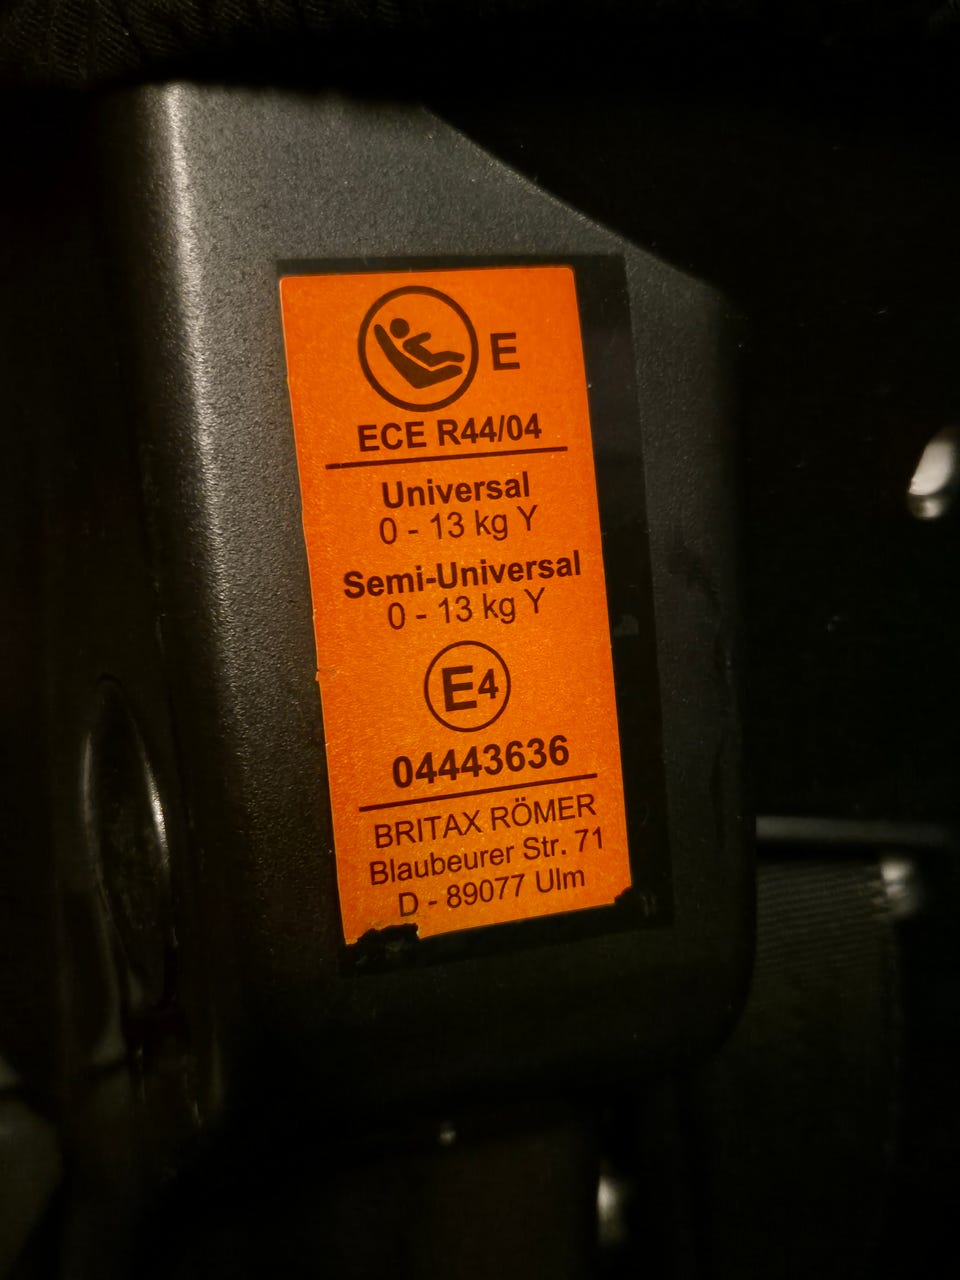 E
ECE R44/04
Universal
0 - 13 kg Y
Semi-Universal
0 - 13 kg Y
E4
04443636
BRITAX RÖMER
Blaubeurer Str. 71
D - 89077 Ulm